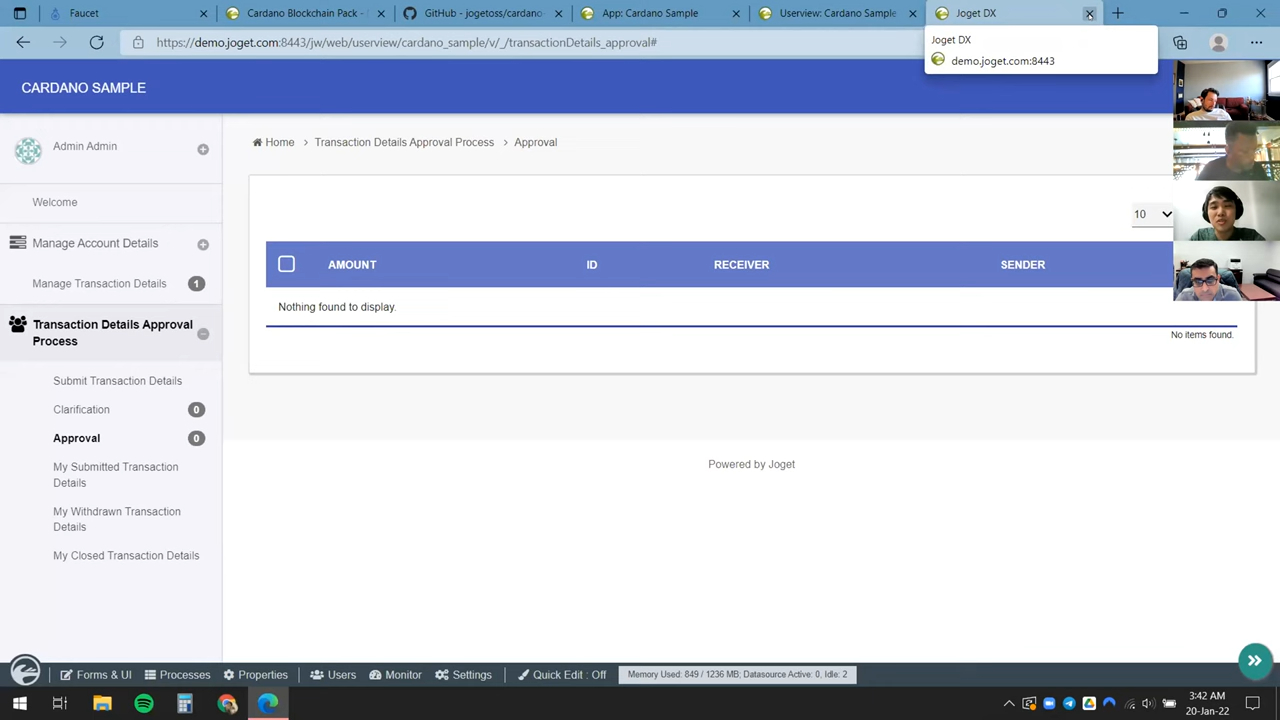 Faucet
Cardano Blockchain Pack -
GitHub - jogetoss/cardano
App: Cardano Sample
Userview: Cardano Sample
Joget DX
https://demo.joget.com:8443/jw/web/userview/cardano_sample/v/_/transactionDetails_approval#
Joget DX
demo.joget.com:8443
CARDANO SAMPLE
Admin Admin
Home > Transaction Details Approval Process > Approval
Welcome
10
Manage Account Details
AMOUNT ID RECEIVER SENDER
Manage Transaction Details 1
Nothing found to display.
Transaction Details Approval
Process
No items found.
Submit Transaction Details
Clarification 0
Approval 0
My Submitted Transaction
Details
Powered by Joget
My Withdrawn Transaction
Details
My Closed Transaction Details
Forms & UI Processes Properties Users Monitor Settings Quick Edit : Off Memory Used: 849 / 1236 MB; Datasource Active: 0, Idle: 2
3:42 AM
20-Jan-22